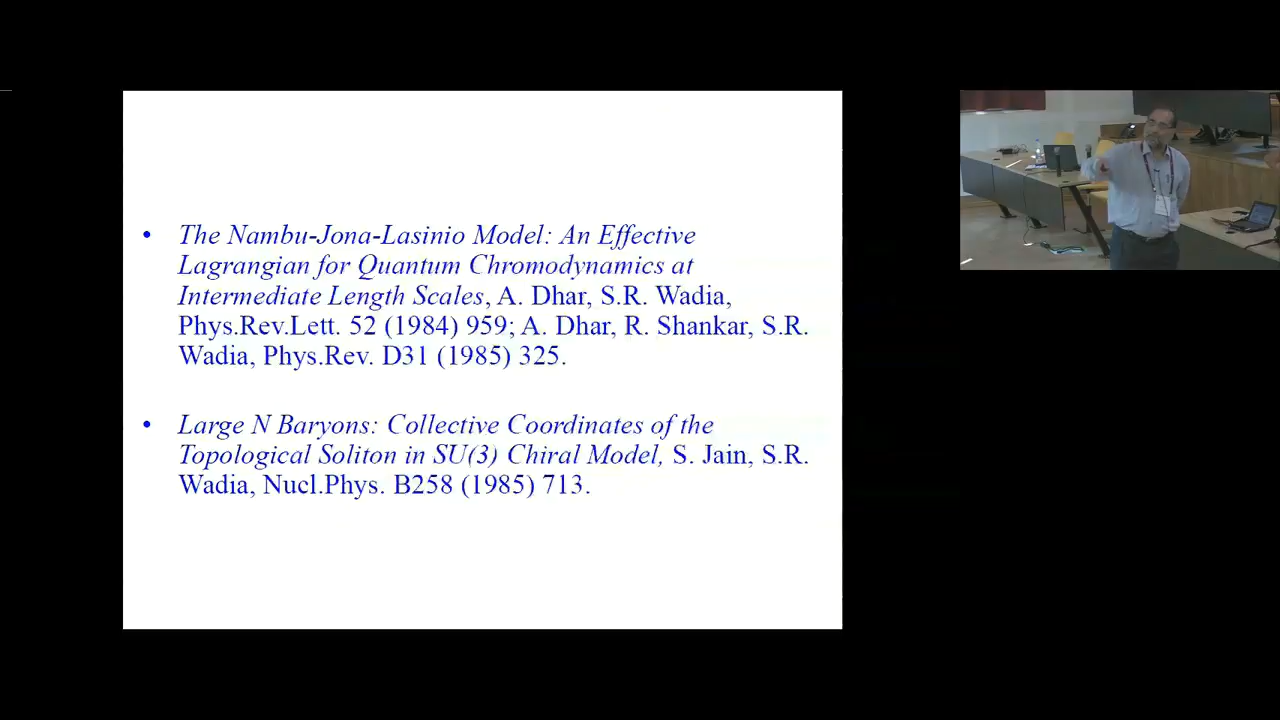 • The Nambu-Jona-Lasinio Model: An Effective
Lagrangian for Quantum Chromodynamics at
Intermediate Length Scales, A. Dhar, S.R. Wadia,
Phys.Rev.Lett. 52 (1984) 959; A. Dhar, R. Shankar, S.R.
Wadia, Phys.Rev. D31 (1985) 325.
• Large N Baryons: Collective Coordinates of the
Topological Soliton in SU(3) Chiral Model, S. Jain, S.R.
Wadia, Nucl.Phys. B258 (1985) 713.